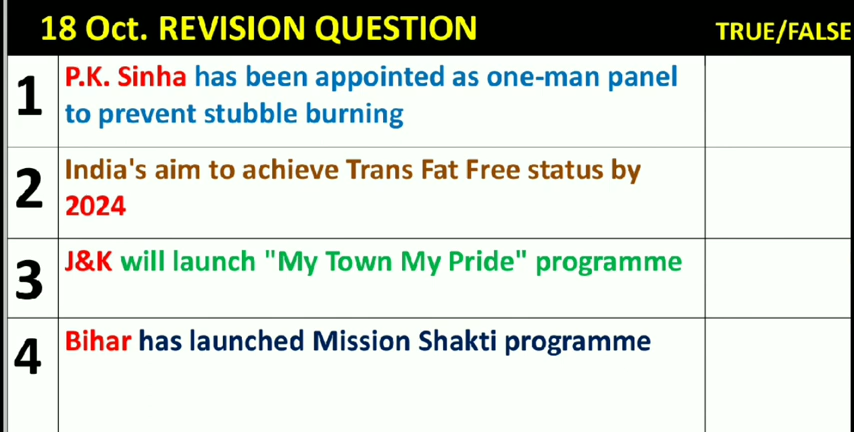 18 Oct. REVISION QUESTION TRUE/FALSE
1 P.K. Sinha has been appointed as one-man panel
to prevent stubble burning
2 India's aim to achieve Trans Fat Free status by
2024
3 J&K will launch "My Town My Pride" programme
4 Bihar has launched Mission Shakti programme